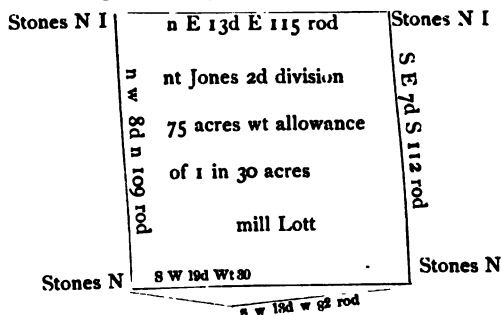 Stones N I n E 13d E 115 rod Stones N I
n w 8d n 109 rod
nt Jones 2d division
75 acres wt allowance
of 1 in 30 acres
mill Lott
S E 7d S 112 rod
Stones N S W 19d Wt 30 Stones N
s w 13d w 92 rod